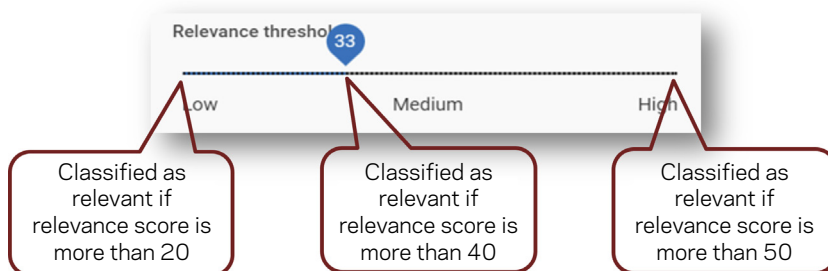 Relevance threshol
33
Low
Medium
High
Classified as
relevant if
relevance score is
more than 20
Classified as
relevant if
relevance score is
more than 40
Classified as
relevant if
relevance score is
more than 50